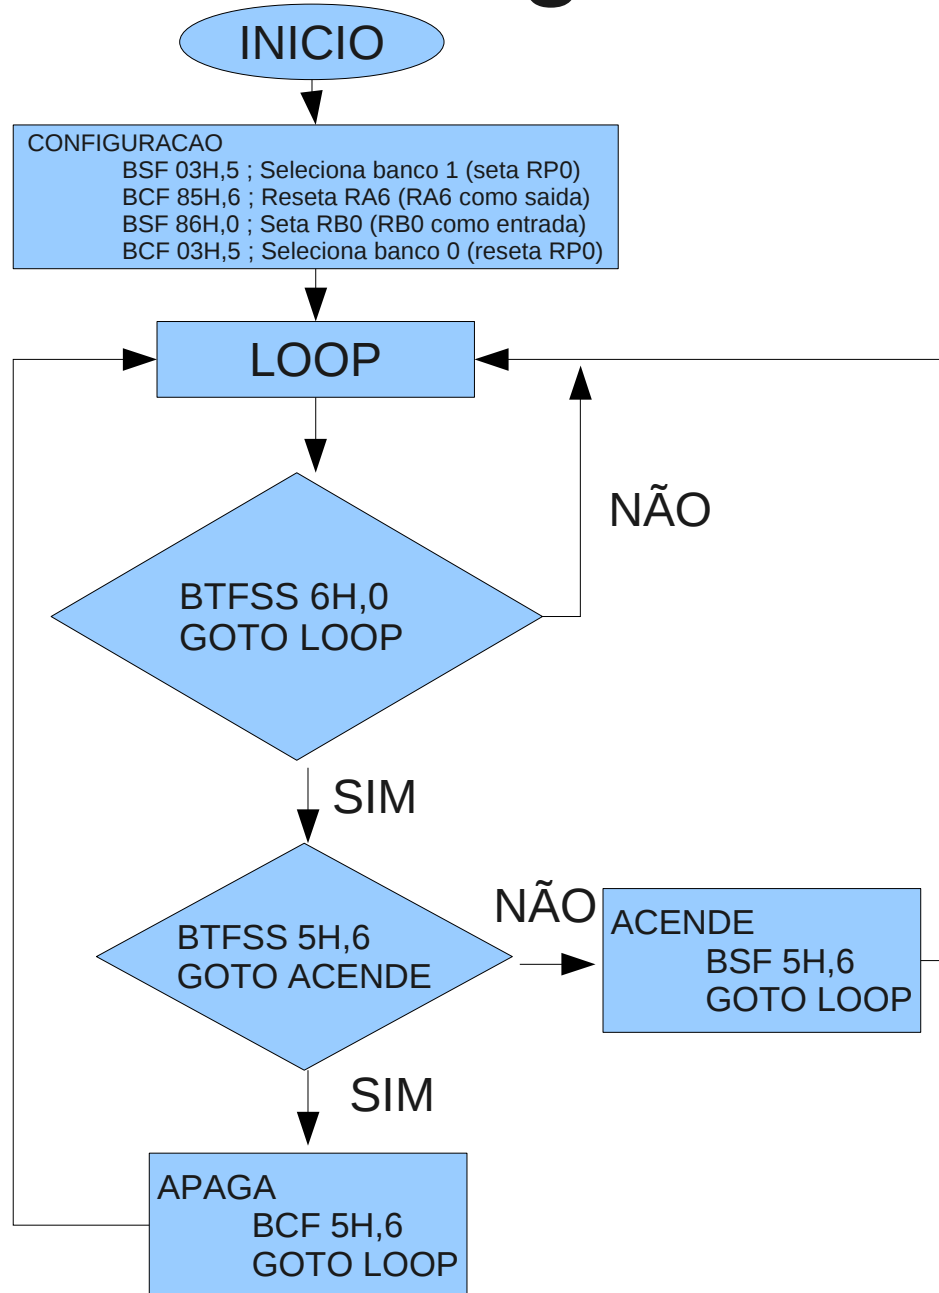 INICIO
CONFIGURACAO
BSF 03H,5 ; Seleciona banco 1 (seta RP0)
BCF 85H,6 ; Reseta RA6 (RA6 como saida)
BSF 86H,0 ; Seta RB0 (RB0 como entrada)
BCF 03H,5 ; Seleciona banco 0 (reseta RP0)
LOOP
NÃO
BTFSS 6H,0
GOTO LOOP
SIM
BTFSS 5H,6
GOTO ACENDE
NÃO
ACENDE
BSF 5H,6
GOTO LOOP
SIM
APAGA
BCF 5H,6
GOTO LOOP